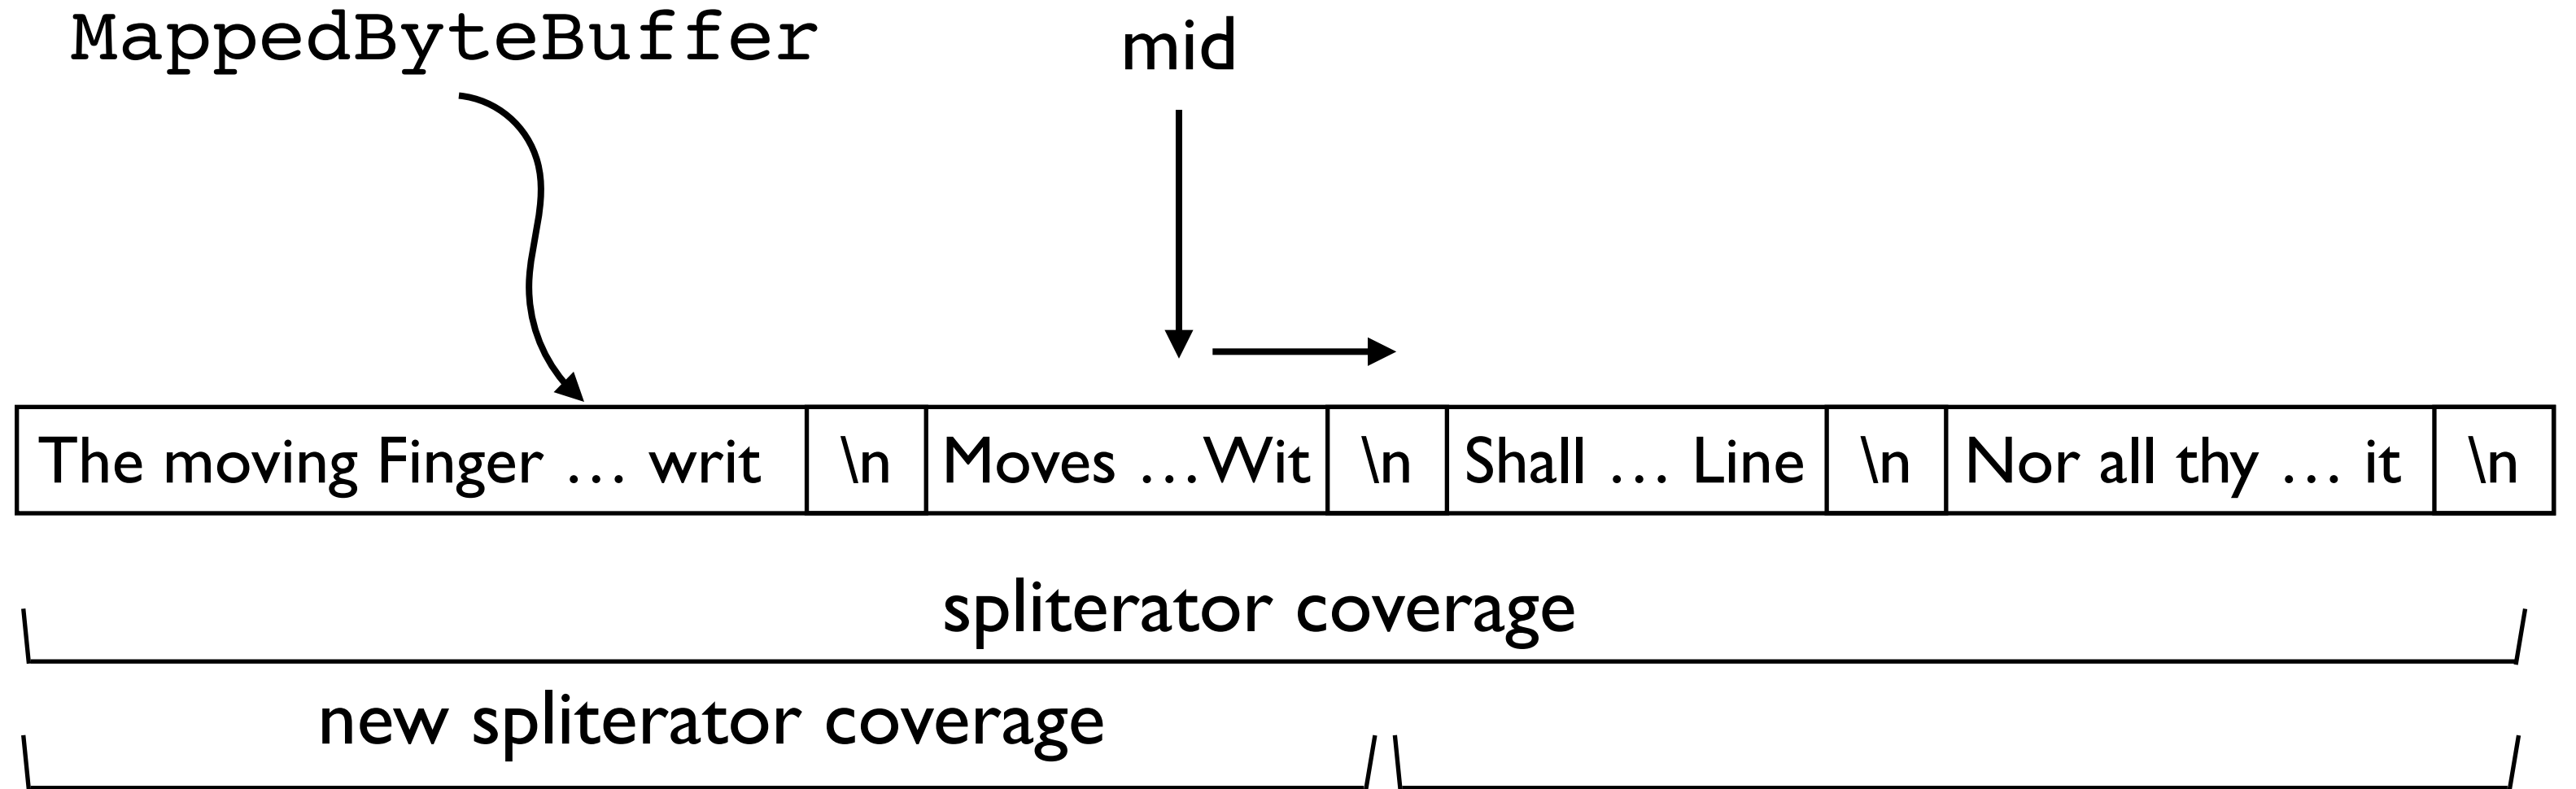 MappedByteBuffer mid
The moving Finger … writ \n Moves …Wit \n Shall … Line \n Nor all thy … it \n
spliterator coverage
new spliterator coverage